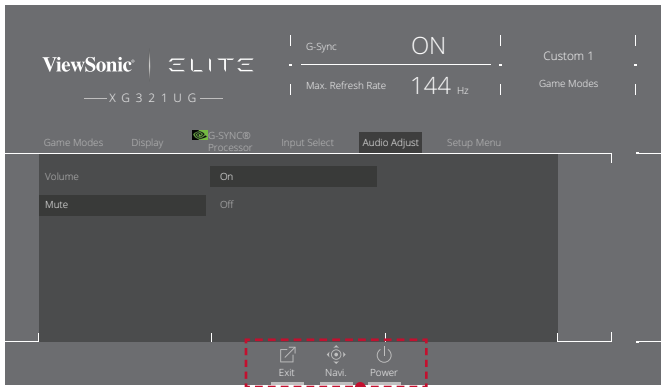 G-Sync ON
Custom 1
ViewSonic® ELITE
XG321UG
Max. Refresh Rate 144 Hz
Game Modes
Game Modes Display G-SYNC® Processor Input Select Audio Adjust Setup Menu
Volume On
Mute Off
Exit Navi. Power